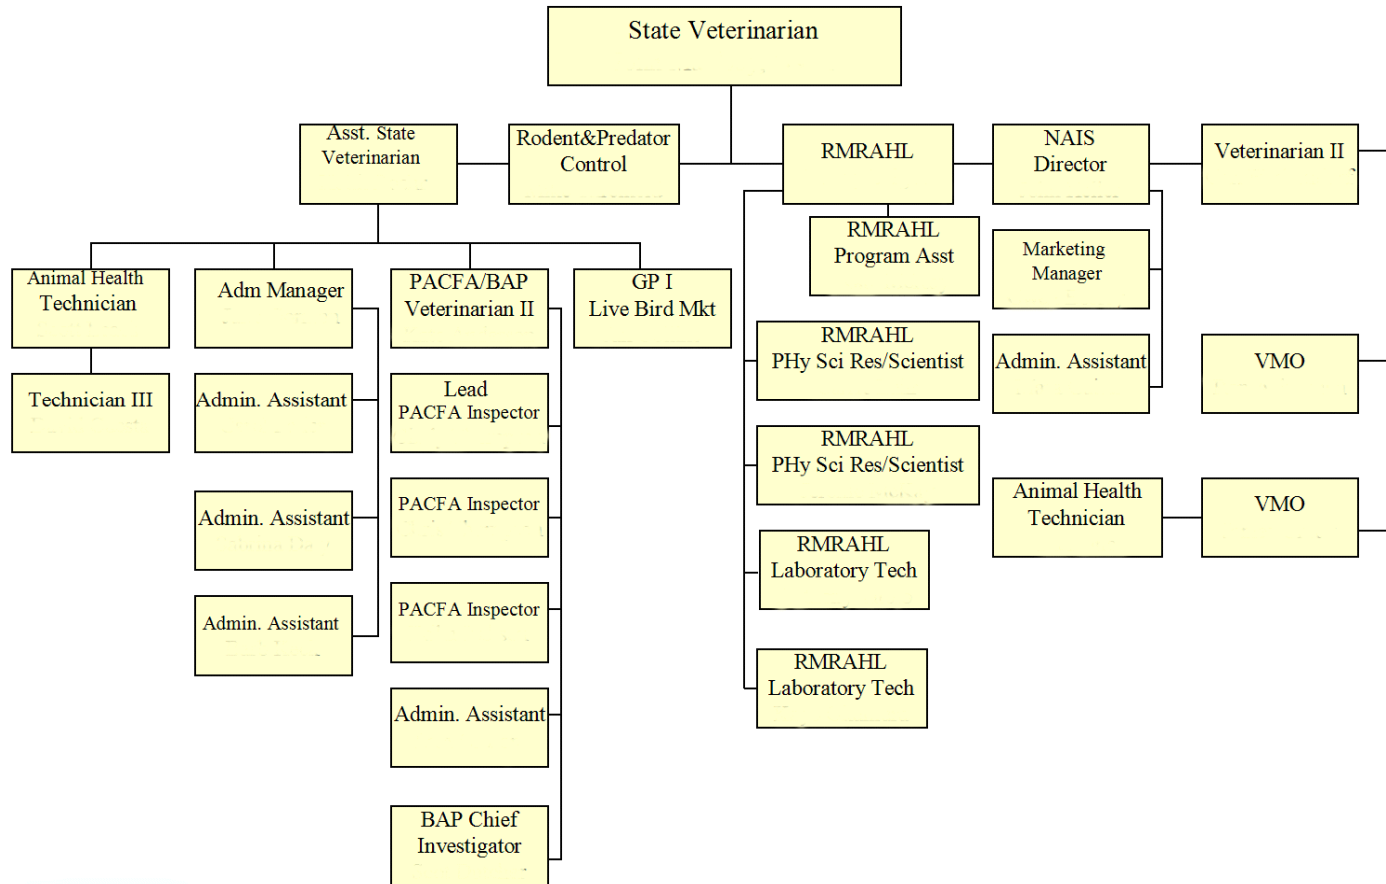 State Veterinarian
Asst. State
Veterinarian
Rodent&Predator
Control
RMRAHL
NAIS
Director
Veterinarian II
RMRAHL
Program Asst
Marketing
Manager
Animal Health
Technician
Adm Manager
PACFA/BAP
Veterinarian II
GP I
Live Bird Mkt
RMRAHL
PHy Sci Res/Scientist
Admin. Assistant
VMO
Technician III
Admin. Assistant
Lead
PACFA Inspector
RMRAHL
PHy Sci Res/Scientist
Animal Health
Technician
VMO
Admin. Assistant
PACFA Inspector
RMRAHL
Laboratory Tech
Admin. Assistant
PACFA Inspector
RMRAHL
Laboratory Tech
Admin. Assistant
BAP Chief
Investigator